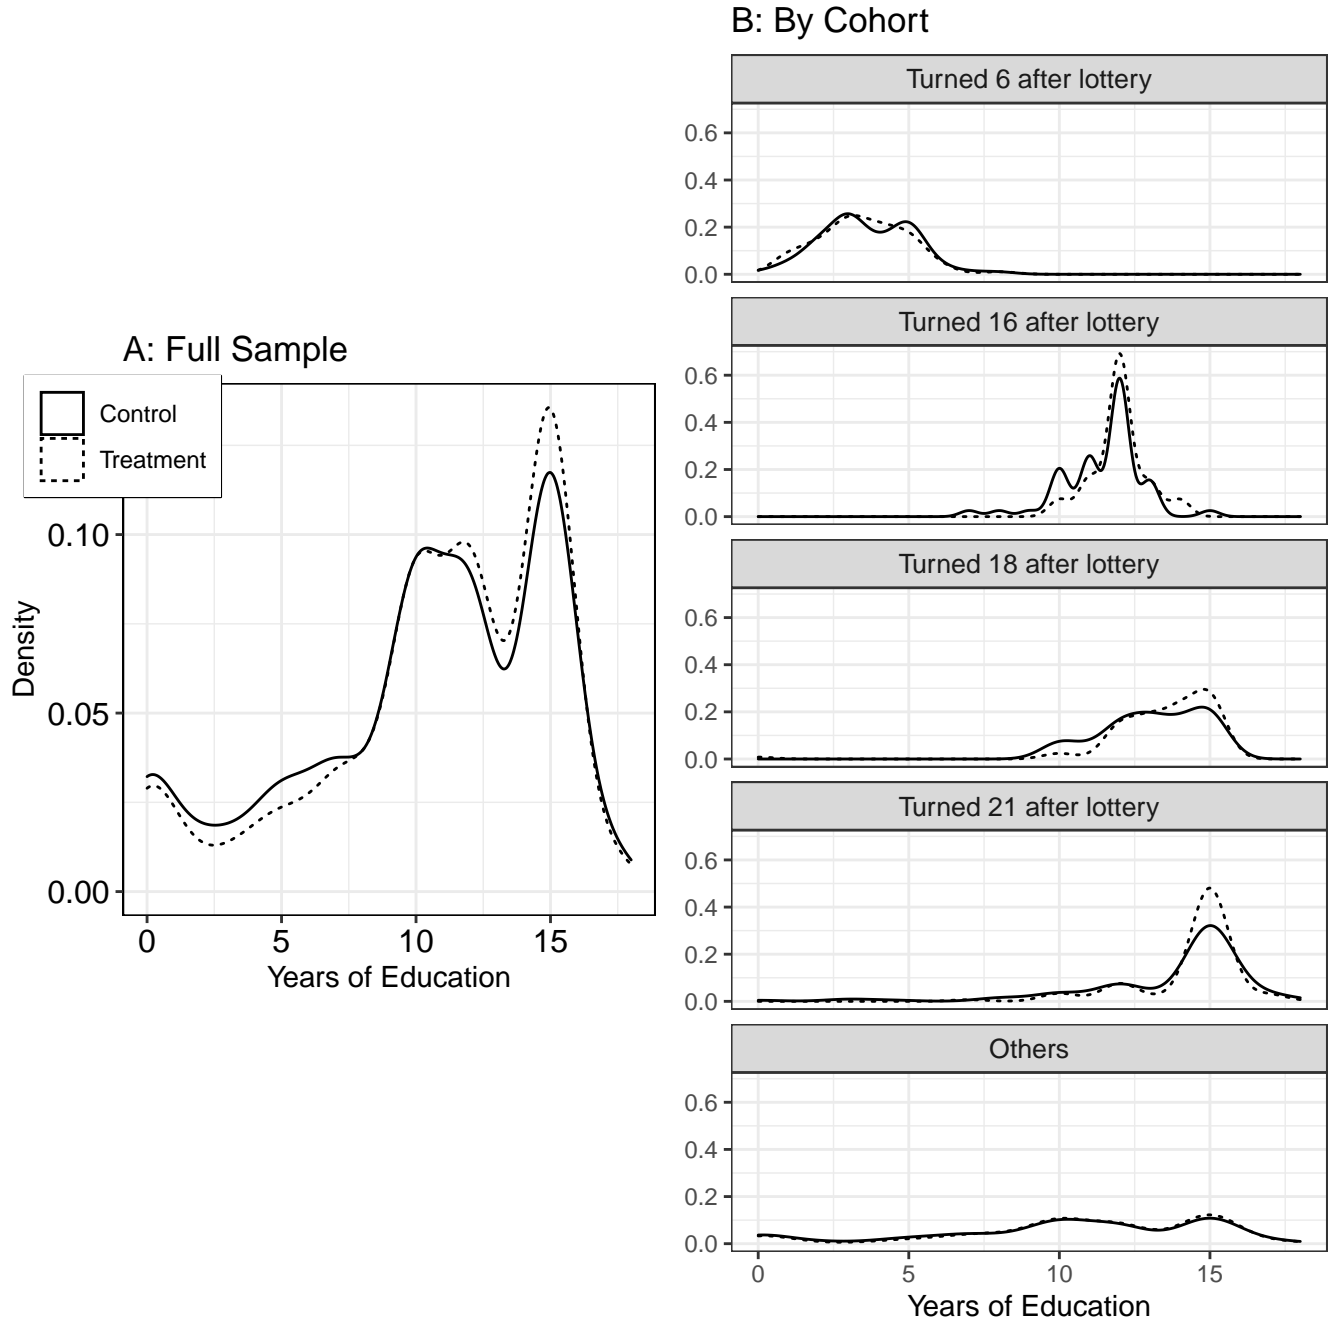 B: By Cohort
Turned 6 after lottery
0.6
0.4
0.2
0.0
Turned 16 after lottery
0.6
0.4
0.2
0.0
Turned 18 after lottery
0.6
0.4
0.2
0.0
Turned 21 after lottery
0.6
0.4
0.2
0.0
Others
0.6
0.4
0.2
0.0
0 5 10 15
Years of Education
A: Full Sample
Control
Treatment
0.10
0.05
0.00
Density
0 5 10 15
Years of Education